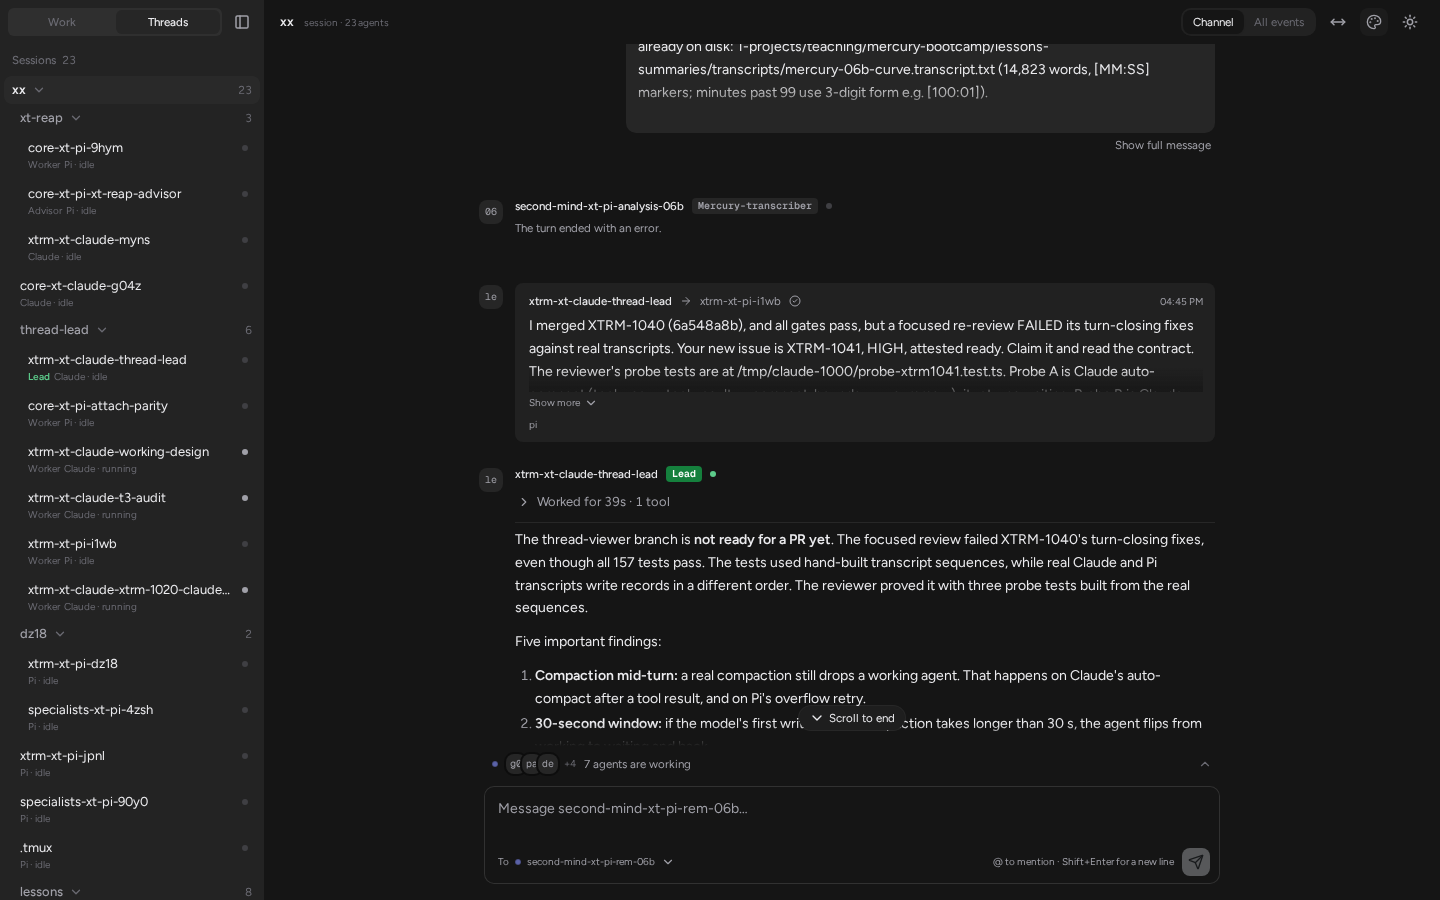 Work
Threads
Sessions 23
xx
23
xt-reap
3
core-xt-pi-9hym
Worker Pi · idle
core-xt-pi-xt-reap-advisor
Advisor Pi · idle
xtrm-xt-claude-myns
Claude · idle
core-xt-claude-g04z
Claude · idle
thread-lead
6
xtrm-xt-claude-thread-lead
Lead Claude · idle
core-xt-pi-attach-parity
Worker Pi · idle
xtrm-xt-claude-working-design
Worker Claude · running
xtrm-xt-claude-t3-audit
Worker Claude · running
xtrm-xt-pi-i1wb
Worker Pi · idle
xtrm-xt-claude-xtrm-1020-claude...
Worker Claude · running
dz18
2
xtrm-xt-pi-dz18
Pi · idle
specialists-xt-pi-4zsh
Pi · idle
xtrm-xt-pi-jpnl
Pi · idle
specialists-xt-pi-90y0
Pi · idle
.tmux
Pi · idle
lessons
8
xx session · 23 agents
Channel
All events
already on disk: 1-projects/teaching/mercury-bootcamp/lessons-
summaries/transcripts/mercury-06b-curve.transcript.txt (14,823 words, [MM:SS]
markers; minutes past 99 use 3-digit form e.g. [100:01]).
Show full message
06
second-mind-xt-pi-analysis-06b Mercury-transcriber
The turn ended with an error.
le
xtrm-xt-claude-thread-lead → xtrm-xt-pi-i1wb
04:45 PM
I merged XTRM-1040 (6a548a8b), and all gates pass, but a focused re-review FAILED its turn-closing fixes
against real transcripts. Your new issue is XTRM-1041, HIGH, attested ready. Claim it and read the contract.
The reviewer's probe tests are at /tmp/claude-1000/probe-xtrm1041.test.ts. Probe A is Claude auto-
Show more
pi
le
xtrm-xt-claude-thread-lead Lead
Worked for 39s · 1 tool
The thread-viewer branch is not ready for a PR yet. The focused review failed XTRM-1040's turn-closing fixes,
even though all 157 tests pass. The tests used hand-built transcript sequences, while real Claude and Pi
transcripts write records in a different order. The reviewer proved it with three probe tests built from the real
sequences.
Five important findings:
1. Compaction mid-turn: a real compaction still drops a working agent. That happens on Claude's auto-
compact after a tool result, and on Pi's overflow retry.
2. 30-second window: if the model's first takes longer than 30 s, the agent flips from
Scroll to end
g0 pa de +4 7 agents are working
Message second-mind-xt-pi-rem-06b...
To second-mind-xt-pi-rem-06b
@ to mention · Shift+Enter for a new line